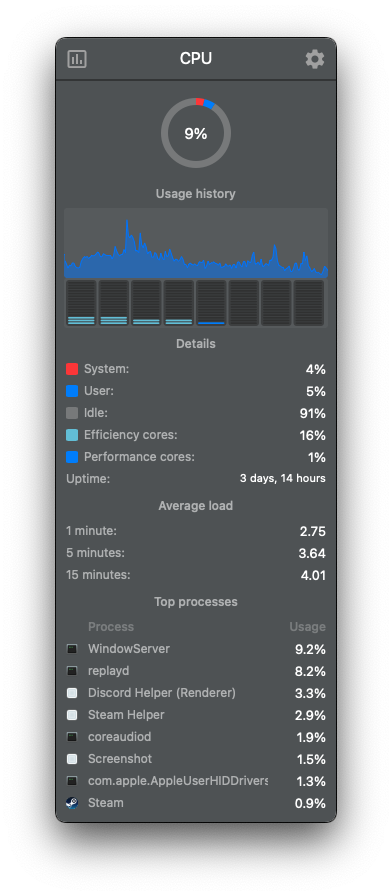 CPU
9%
Usage history
Details
System: 4%
User: 5%
Idle: 91%
Efficiency cores: 16%
Performance cores: 1%
Uptime: 3 days, 14 hours
Average load
1 minute: 2.75
5 minutes: 3.64
15 minutes: 4.01
Top processes
Process Usage
WindowServer 9.2%
replayd 8.2%
Discord Helper (Renderer) 3.3%
Steam Helper 2.9%
coreaudiod 1.9%
Screenshot 1.5%
com.apple.AppleUserHIDDrivers 1.3%
Steam 0.9%